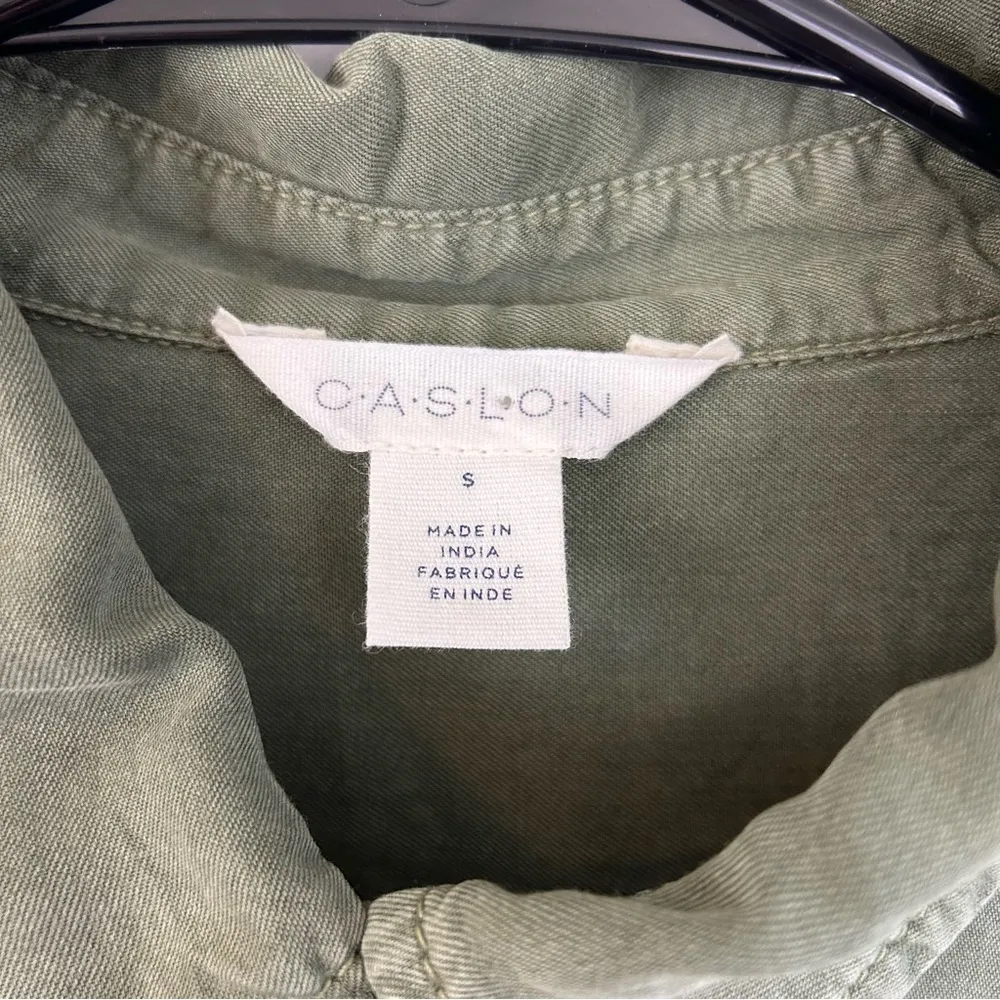 C·A·S·L·O·N
S
MADE IN
INDIA
FABRIQUÉ
EN INDE